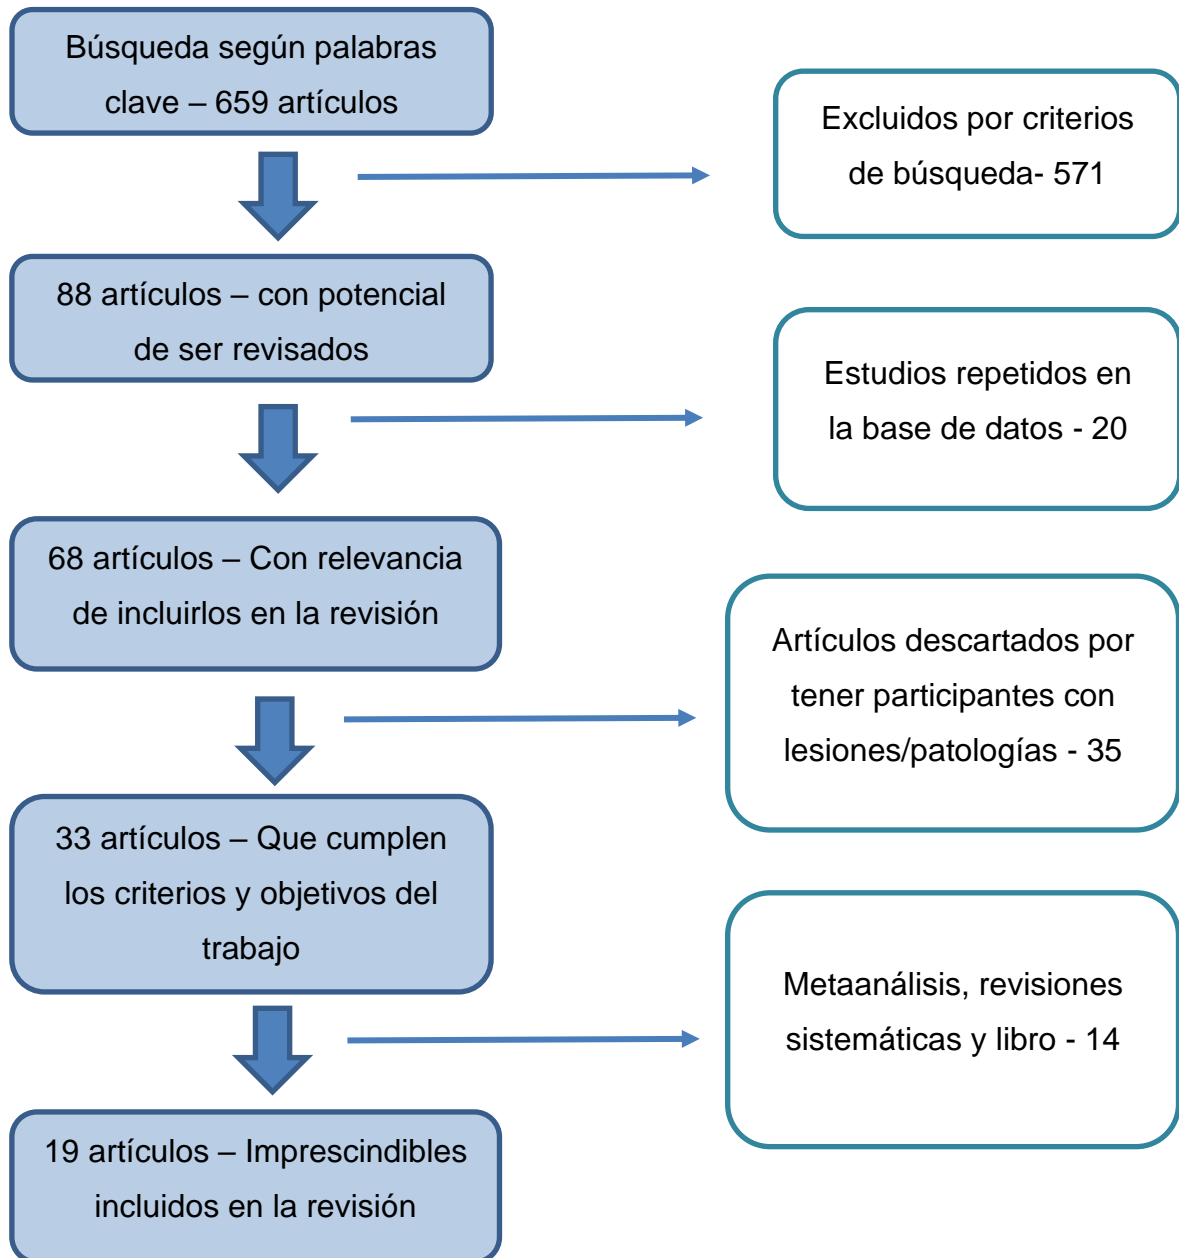 Búsqueda según palabras
clave – 659 artículos
Excluidos por criterios
de búsqueda- 571
88 artículos – con potencial
de ser revisados
Estudios repetidos en
la base de datos - 20
68 artículos – Con relevancia
de incluirlos en la revisión
Artículos descartados por
tener participantes con
lesiones/patologías - 35
33 artículos – Que cumplen
los criterios y objetivos del
trabajo
Metaanálisis, revisiones
sistemáticas y libro - 14
19 artículos – Imprescindibles
incluidos en la revisión